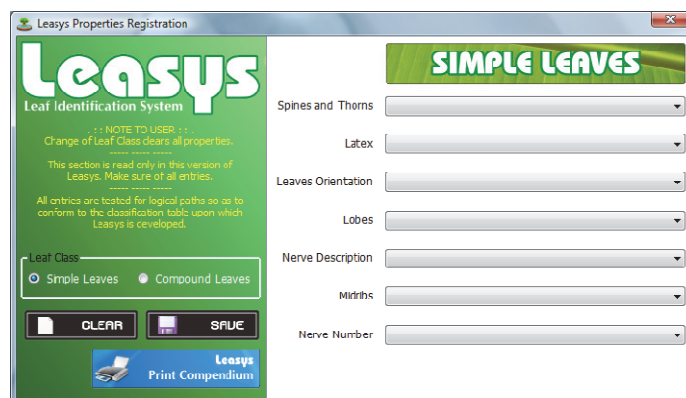 Leasys Properties Registration
Leasys
Leaf Identification System
. : : NOTE TO USER : : .
Change of Leaf Class clears all properties.
----- ----- -----
This section is read only in this version of
Leasys. Make sure of all entries.
----- ----- -----
All entries are tested for logical paths so as to
conform to the classification table upon which
Leasys is developed.
Leaf Class
Simple Leaves
Compound Leaves
CLEAR
SAVE
Leasys
Print Compendium
SIMPLE LEAVES
Spines and Thorns
Latex
Leaves Orientation
Lobes
Nerve Description
Midribs
Nerve Number